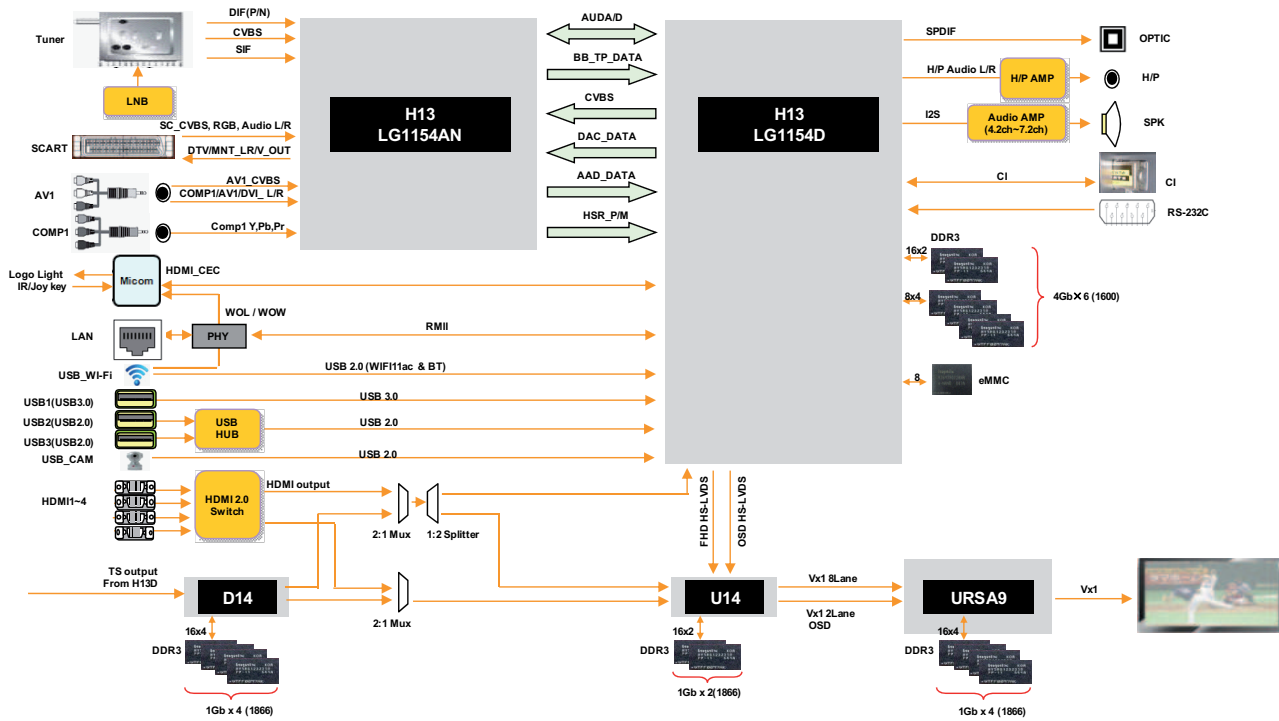 DIF(P/N)
Tuner
CVBS
SIF
LNB
SC_CVBS, RGB, Audio L/R
SCART
DTV/MNT_LR/V_OUT
AV1
AV1_CVBS
COMP1/AV1/DVI_ L/R
COMP1
Comp1 Y,Pb,Pr
H13
LG1154AN
AUDA/D
BB_TP_DATA
CVBS
DAC_DATA
AAD_DATA
HSR_P/M
H13
LG1154D
SPDIF
OPTIC
H/P Audio L/R
H/P AMP
H/P
I2S
Audio AMP
(4.2ch~7.2ch)
SPK
CI
CI
RS-232C
DDR3
16x2
8x4
4Gb×6 (1600)
8
eMMC
Logo Light
IR/Joy key
Micom
HDMI_CEC
WOL / WOW
LAN
PHY
RMII
USB_WI-Fi
USB 2.0 (WIFI11ac & BT)
USB1(USB3.0)
USB 3.0
USB2(USB2.0)
USB3(USB2.0)
USB
HUB
USB 2.0
USB_CAM
USB 2.0
HDMI1~4
HDMI 2.0
Switch
HDMI output
2:1 Mux
1:2 Splitter
FHD HS-LVDS
OSD HS-LVDS
TS output
From H13D
D14
2:1 Mux
U14
Vx1 8Lane
Vx1 2Lane
OSD
URSA9
Vx1
16x4
DDR3
1Gb x 4 (1866)
16x2
DDR3
1Gb x 2(1866)
16x4
DDR3
1Gb x 4 (1866)